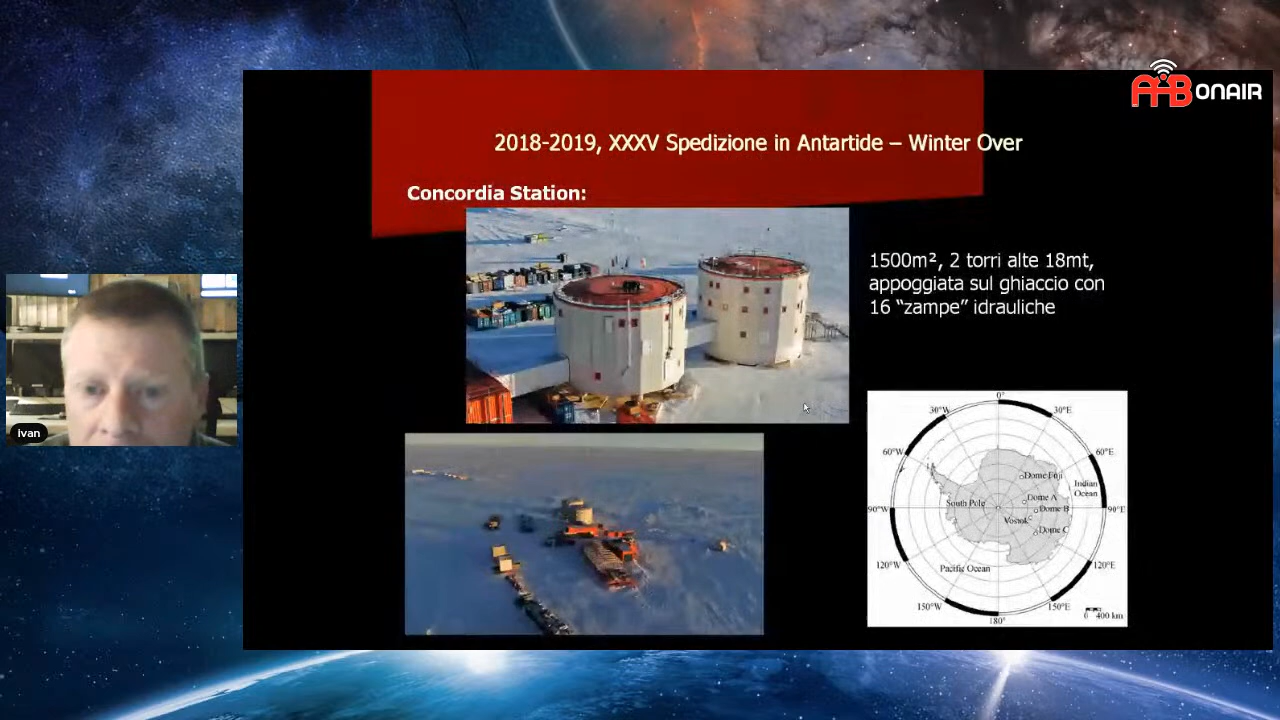 AAB ONAIR
2018-2019, XXXV Spedizione in Antartide – Winter Over
Concordia Station:
1500m², 2 torri alte 18mt,
appoggiata sul ghiaccio con
16 “zampe” idrauliche
ivan
0°
30°W
30°E
60°W
60°E
Dome Fuji
Indian
Ocean
South Pole
Dome A
90°W
Dome B
90°E
Vostok
Dome C
120°W
Pacific Ocean
120°E
150°W
150°E
180°
0 400 km